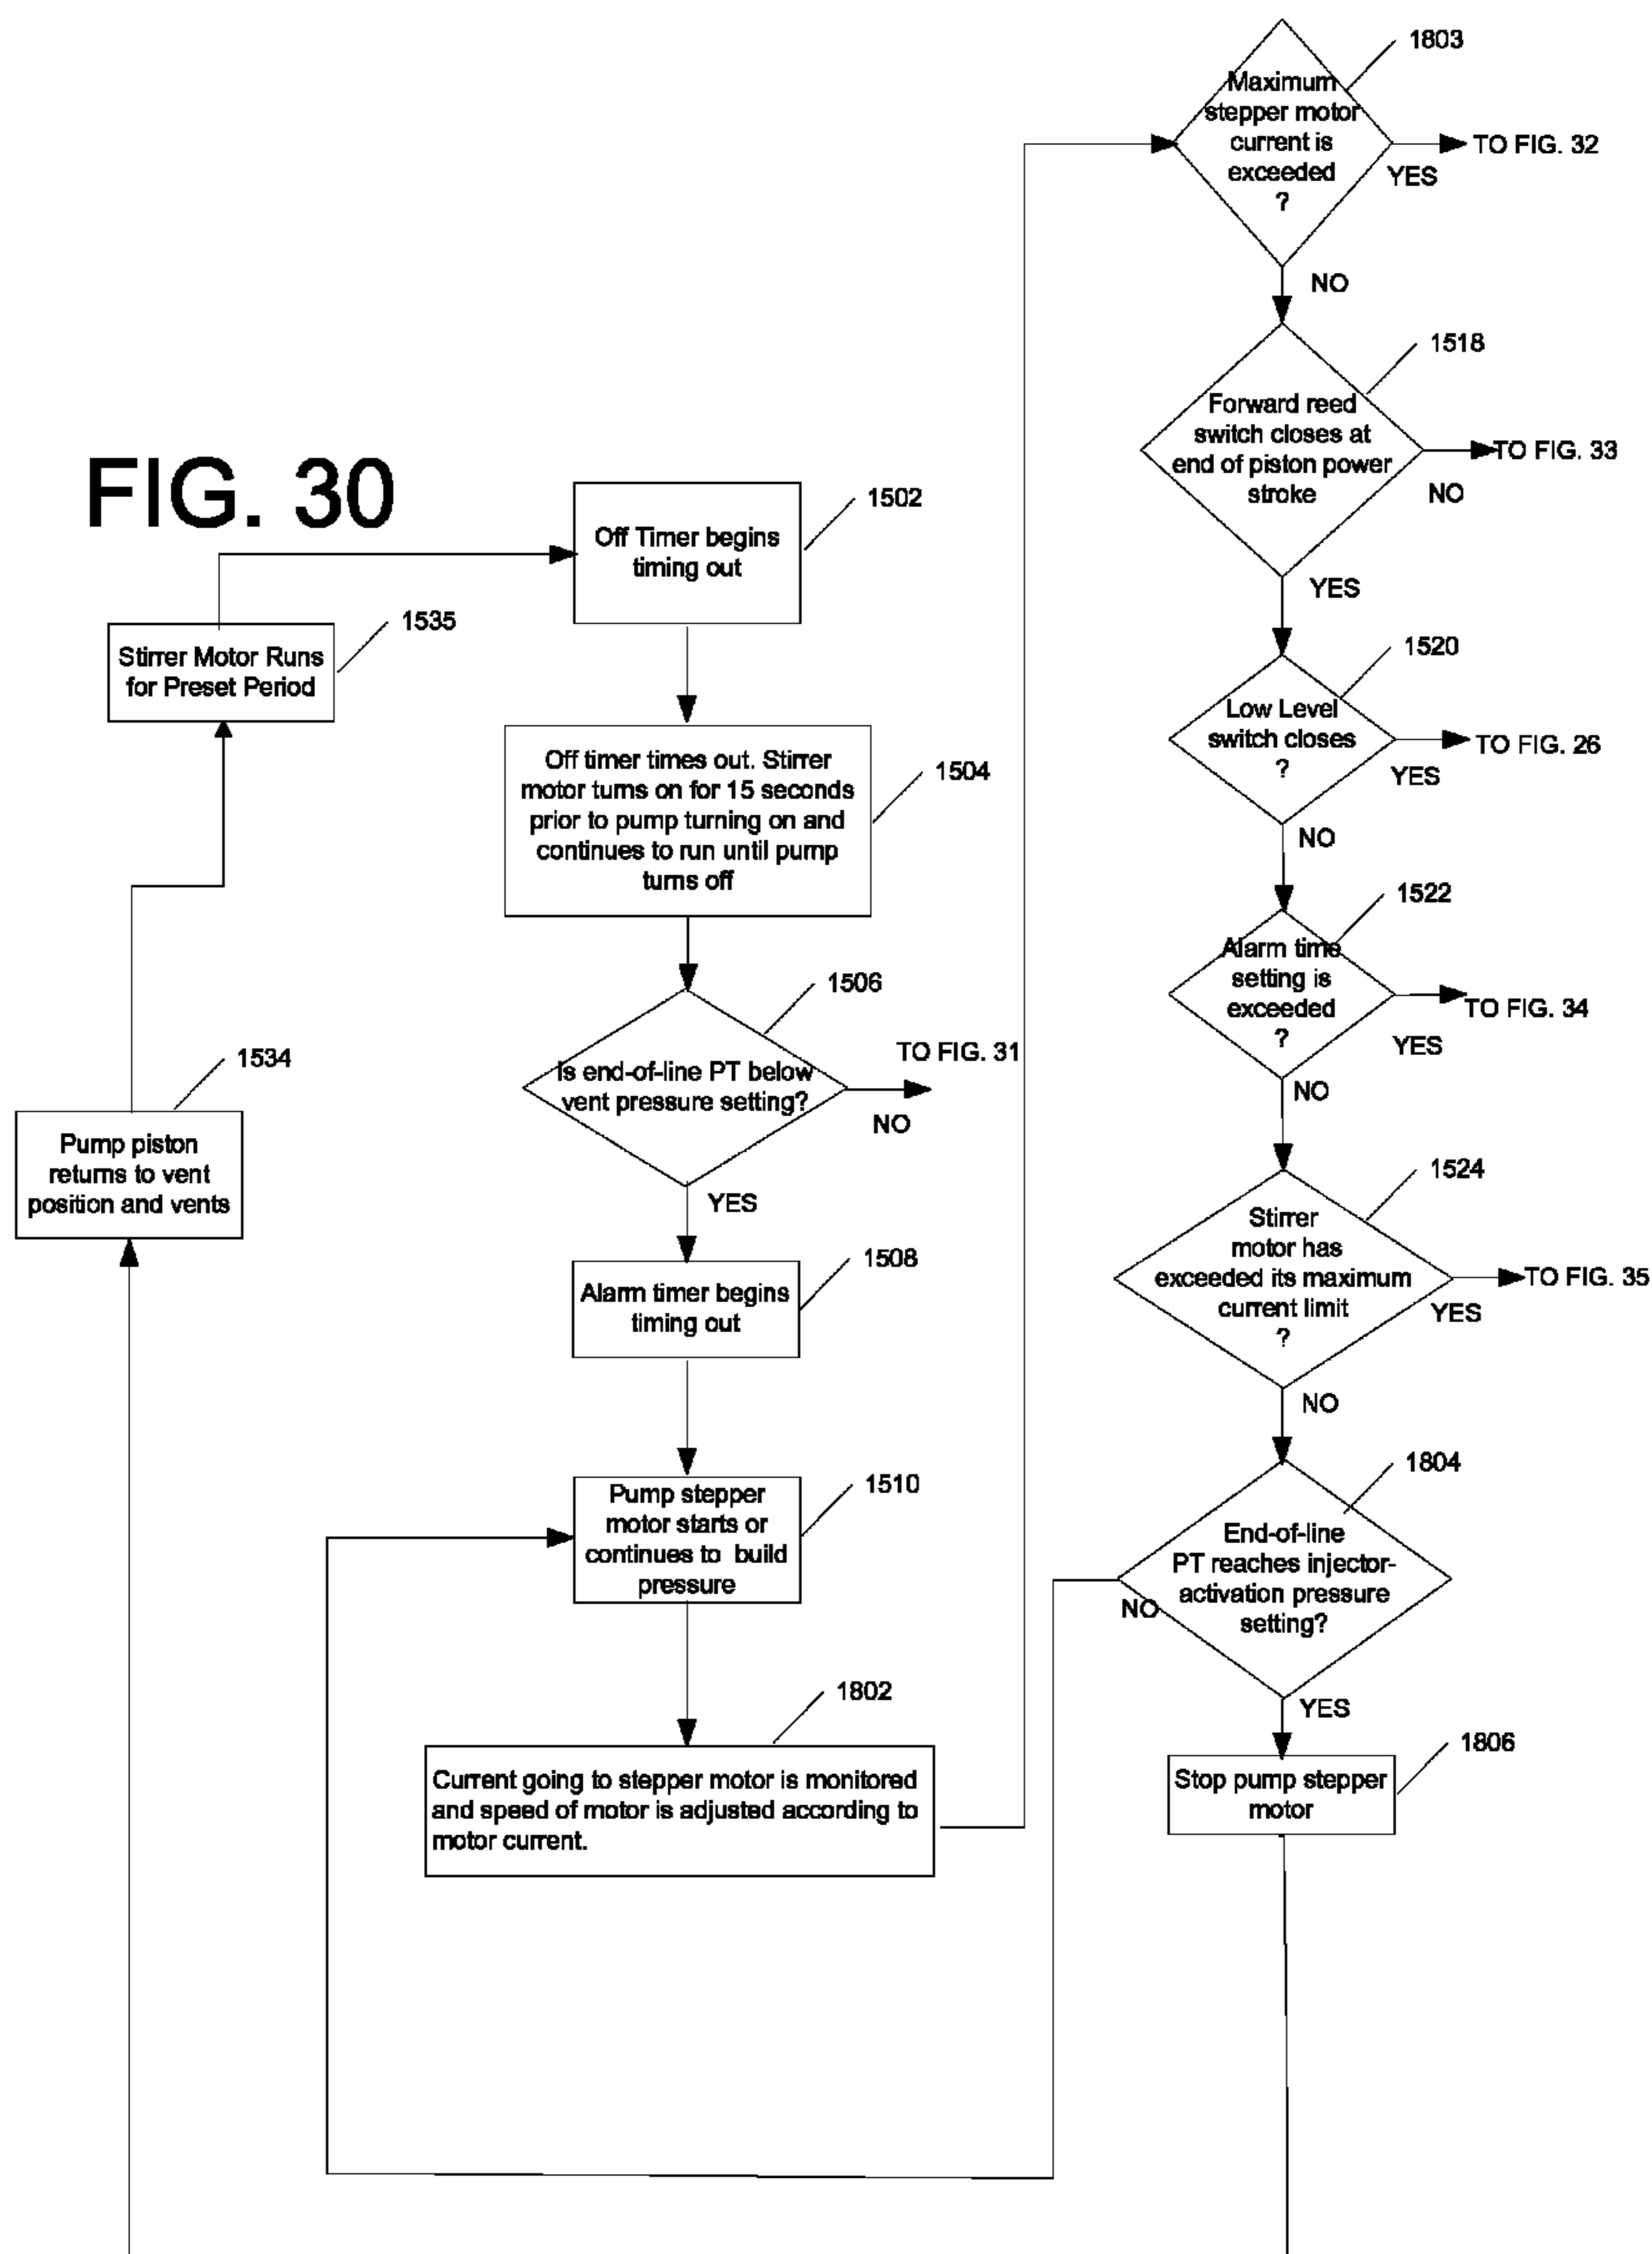 FIG. 30
1535
Stirrer Motor Runs
for Preset Period
1534
Pump piston
returns to vent
position and vents
1502
Off Timer begins
timing out
1504
Off timer times out. Stirrer
motor turns on for 15 seconds
prior to pump turning on and
continues to run until pump
turns off
1506
Is end-of-line PT below
vent pressure setting?
TO FIG. 31
NO
YES
1508
Alarm timer begins
timing out
1510
Pump stepper
motor starts or
continues to build
pressure
1802
Current going to stepper motor is monitored
and speed of motor is adjusted according to
motor current.
1803
Maximum
stepper motor
current is
exceeded
?
TO FIG. 32
YES
NO
1518
Forward reed
switch closes at
end of piston power
stroke
TO FIG. 33
NO
YES
1520
Low Level
switch closes
?
TO FIG. 26
YES
NO
1522
Alarm time
setting is
exceeded
?
TO FIG. 34
YES
NO
1524
Stirrer
motor has
exceeded its maximum
current limit
?
TO FIG. 35
YES
NO
1804
End-of-line
PT reaches injector-
activation pressure
setting?
NO
YES
1806
Stop pump stepper
motor